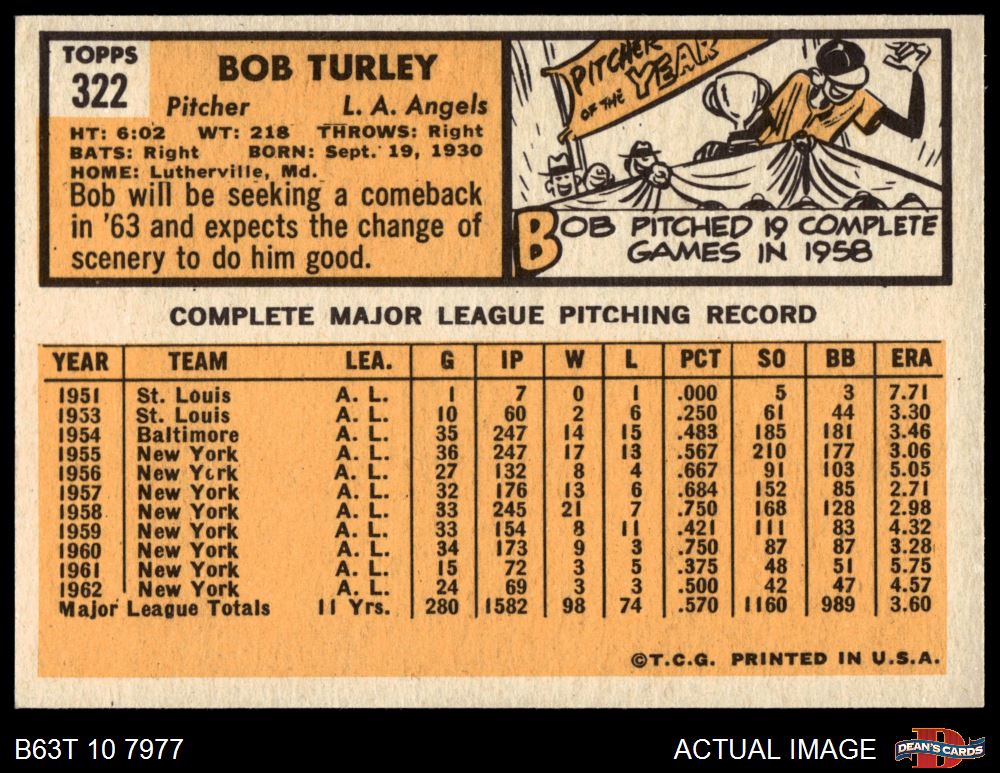 TOPPS
322
BOB TURLEY
Pitcher L. A. Angels
HT: 6:02 WT: 218 THROWS: Right
BATS: Right BORN: Sept. 19, 1930
HOME: Lutherville, Md.
Bob will be seeking a comeback
in '63 and expects the change of
scenery to do him good.
PITCHER
OF THE YEAR
BOB PITCHED 19 COMPLETE
GAMES IN 1958
COMPLETE MAJOR LEAGUE PITCHING RECORD
YEAR TEAM LEA. G IP W L PCT SO BB ERA
1951 St. Louis A. L. 1 7 0 1 .000 5 3 7.71
1953 St. Louis A. L. 10 60 2 6 .250 61 44 3.30
1954 Baltimore A. L. 35 247 14 15 .483 185 181 3.46
1955 New York A. L. 36 247 17 13 .567 210 177 3.06
1956 New York A. L. 27 132 8 4 .667 91 103 5.05
1957 New York A. L. 32 176 13 6 .684 152 85 2.71
1958 New York A. L. 33 245 21 7 .750 168 128 2.98
1959 New York A. L. 33 154 8 11 .421 111 83 4.32
1960 New York A. L. 34 173 9 3 .750 87 87 3.28
1961 New York A. L. 15 72 3 5 .375 48 51 5.75
1962 New York A. L. 24 69 3 3 .500 42 47 4.57
Major League Totals 11 Yrs. 280 1582 98 74 .570 1160 989 3.60
©T.C.G. PRINTED IN U.S.A.
B63T 10 7977 ACTUAL IMAGE DEAN'S CARDS